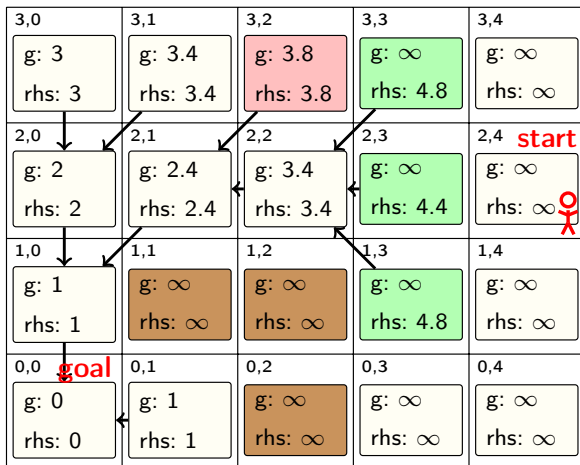 3,0 3,1 3,2 3,3 3,4
g: 3 g: 3.4 g: 3.8 g: ∞ g: ∞
rhs: 3 rhs: 3.4 rhs: 3.8 rhs: 4.8 rhs: ∞
2,0 2,1 2,2 2,3 2,4 start
g: 2 g: 2.4 g: 3.4 g: ∞ g: ∞
rhs: 2 rhs: 2.4 rhs: 3.4 rhs: 4.4 rhs: ∞
1,0 1,1 1,2 1,3 1,4
g: 1 g: ∞ g: ∞ g: ∞ g: ∞
rhs: 1 rhs: ∞ rhs: ∞ rhs: 4.8 rhs: ∞
0,0 goal 0,1 0,2 0,3 0,4
g: 0 g: 1 g: ∞ g: ∞ g: ∞
rhs: 0 rhs: 1 rhs: ∞ rhs: ∞ rhs: ∞